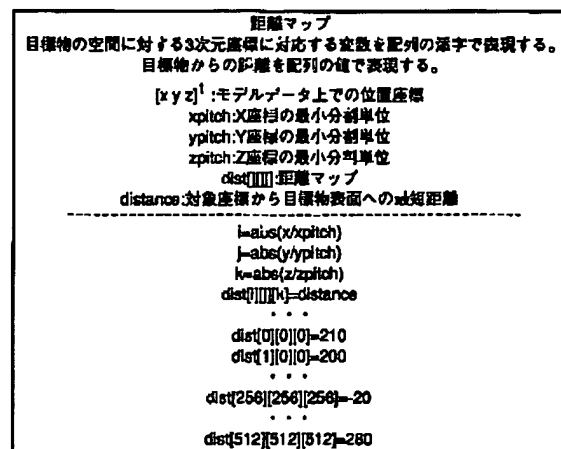 距離マップ
目標物の空間に対する3次元座標に対応する変数を配列の添字で表現する。
目標物からの距離を配列の値で表現する。
[x y z]t :モデルデータ上での位置座標
xpitch:X座標の最小分割単位
ypitch:Y座標の最小分割単位
zpitch:Z座標の最小分割単位
dist[][][]:距離マップ
distance:対象座標から目標物表面への最短距離
i=abs(x/xpitch)
j=abs(y/ypitch)
k=abs(z/zpitch)
dist[i][j][k]=distance
・・・
dist[0][0][0]=210
dist[1][0][0]=200
・・・
dist[256][256][256]=-20
・・・
dist[512][512][512]=280